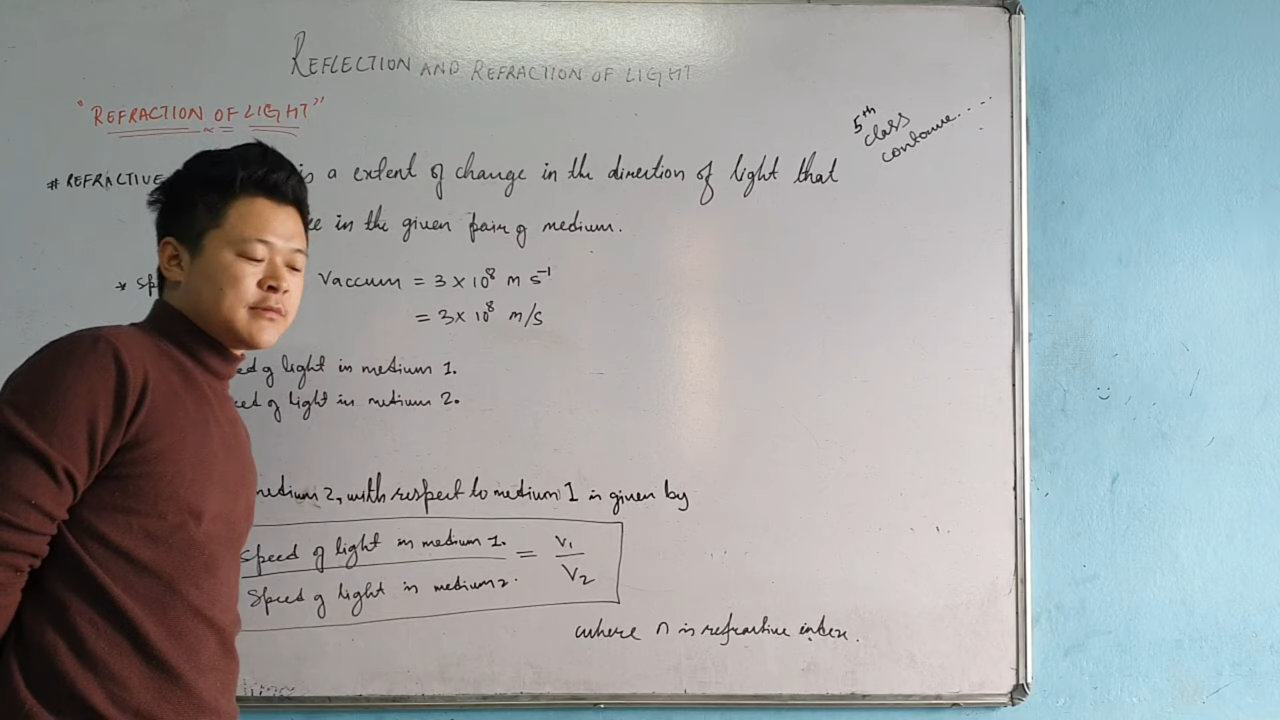 REFLECTION AND REFRACTION OF LIGHT
"REFRACTION OF LIGHT"
5th
class
continue....
# REFRACTIVE is a extent of change in the direction of light that
in the given pair of medium.
* Sp Vaccum = 3 × 10⁸ m s⁻¹
= 3 × 10⁸ m/s
ed of light in medium 1.
eed of light in medium 2.
medium 2, with respect to medium 1 is given by
Speed of light in medium 1. = V₁
Speed of light in medium 2. V₂
where n is refractive index.